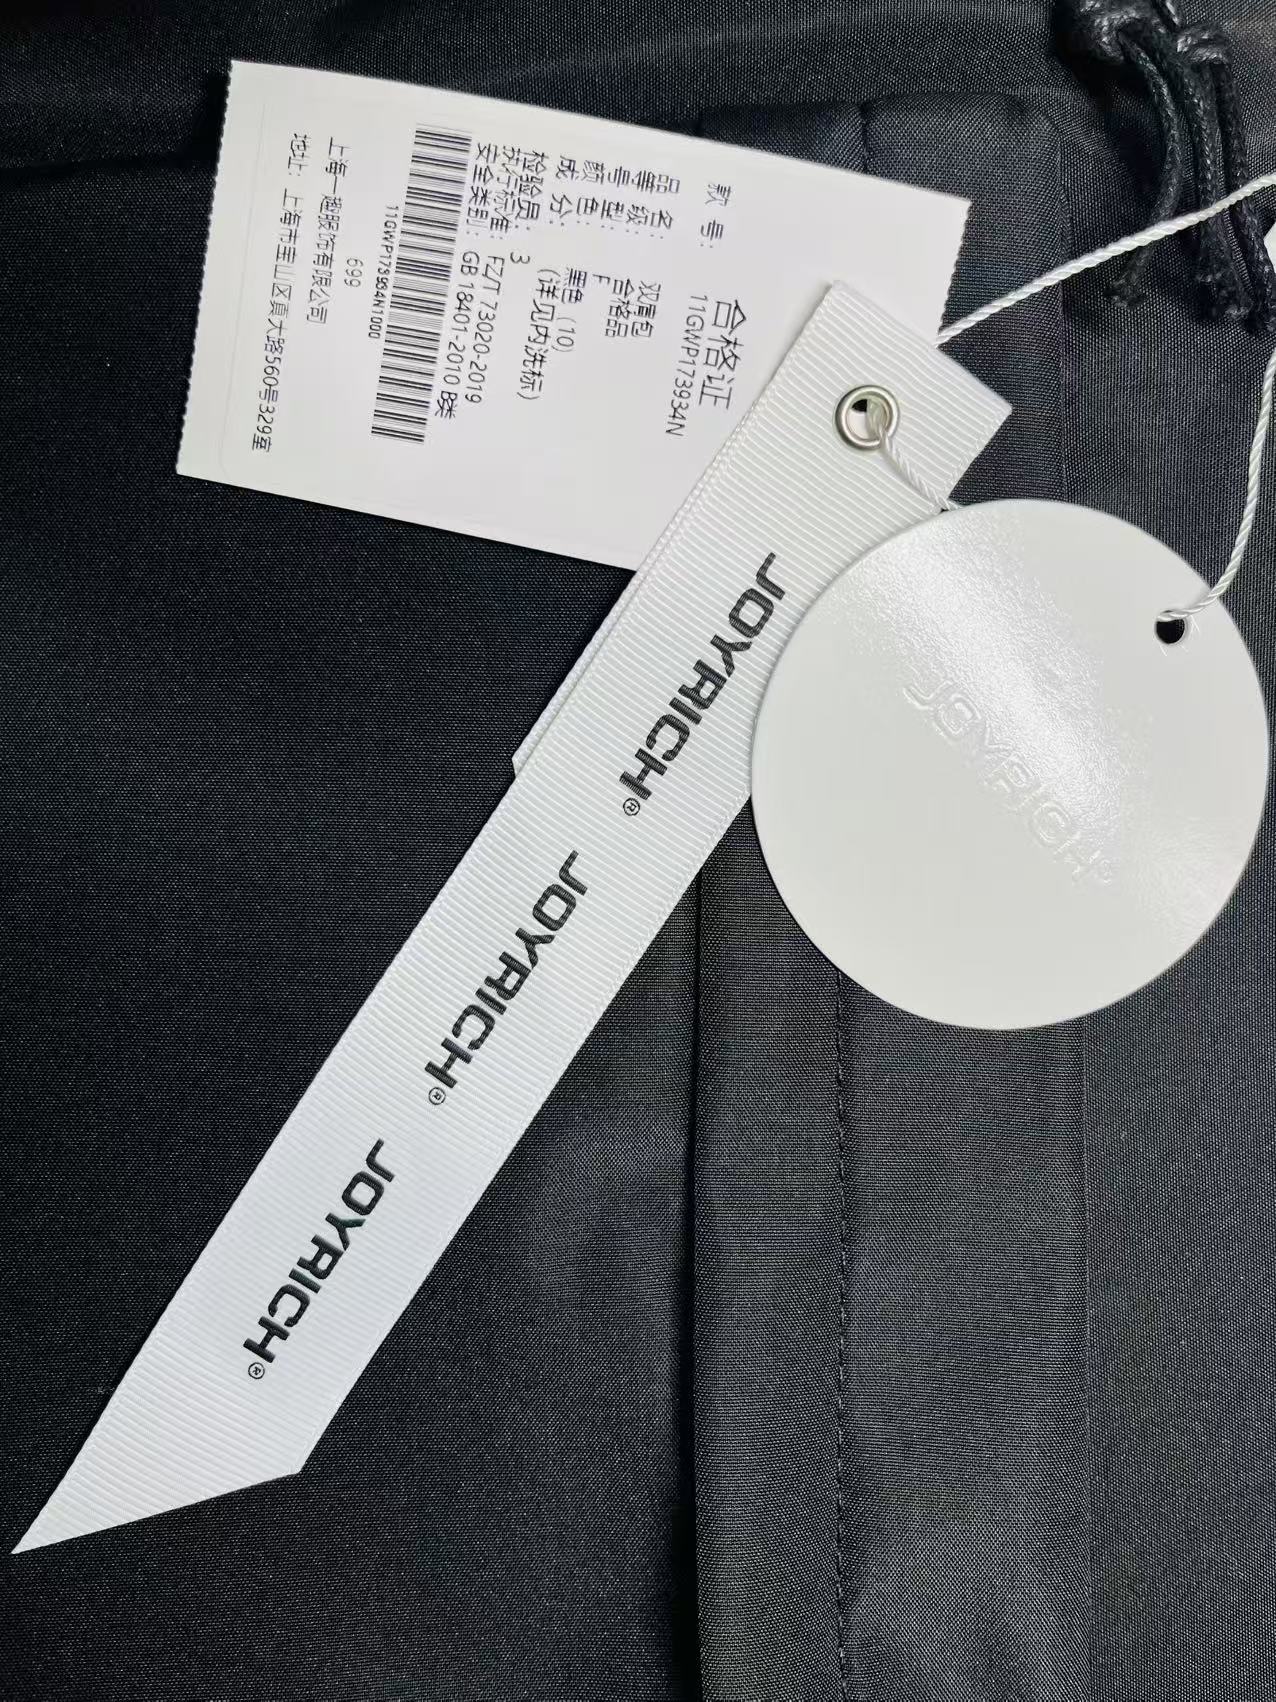 合格证
款 号: 11GWP173934N
品 名: 双肩包
等 级: 合格品
号 型: F
颜 色: 黑色 (10)
成 分: (详见内洗标)
检验员: 3
执行标准: FZ/T 73020-2019
安全类别: GB 18401-2010 B类
11GWP173934N1000
699
上海一趣服饰有限公司
地址: 上海市宝山区真大路560号329室
JOYRICH®
JOYRICH®
JOYRICH®
JOYRICH®